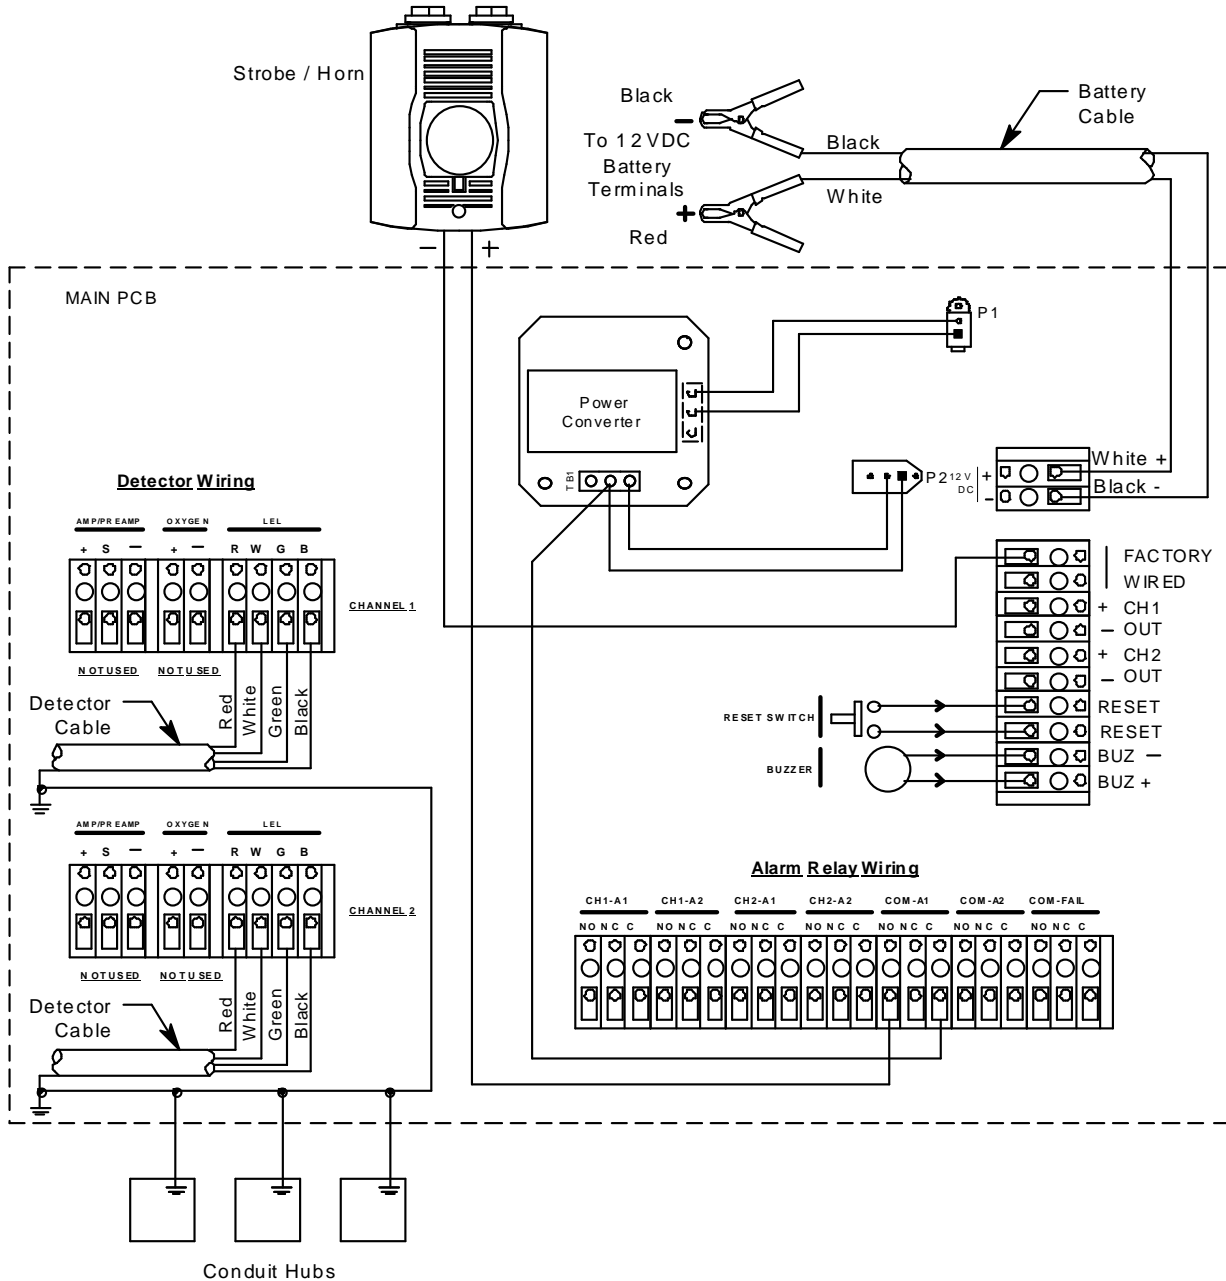 Strobe / Horn
− +
Black
−
To 12VDC
Battery
Terminals
+
Red
Black
White
Battery
Cable
MAIN PCB
P1
Power
Converter
TB1
P2
12V
DC
+
−
White +
Black -
Detector Wiring
AMP/PREAMP OXYGEN LEL
+ S − + − R W G B
CHANNEL 1
NOT USED NOT USED
Detector
Cable
Red
White
Green
Black
AMP/PREAMP OXYGEN LEL
+ S − + − R W G B
CHANNEL 2
NOT USED NOT USED
Detector
Cable
Red
White
Green
Black
FACTORY
WIRED
+ CH1
− OUT
+ CH2
− OUT
RESET
RESET
BUZ −
BUZ +
RESET SWITCH
BUZZER
Alarm Relay Wiring
CH1-A1 CH1-A2 CH2-A1 CH2-A2 COM-A1 COM-A2 COM-FAIL
NO NC C NO NC C NO NC C NO NC C NO NC C NO NC C NO NC C
Conduit Hubs